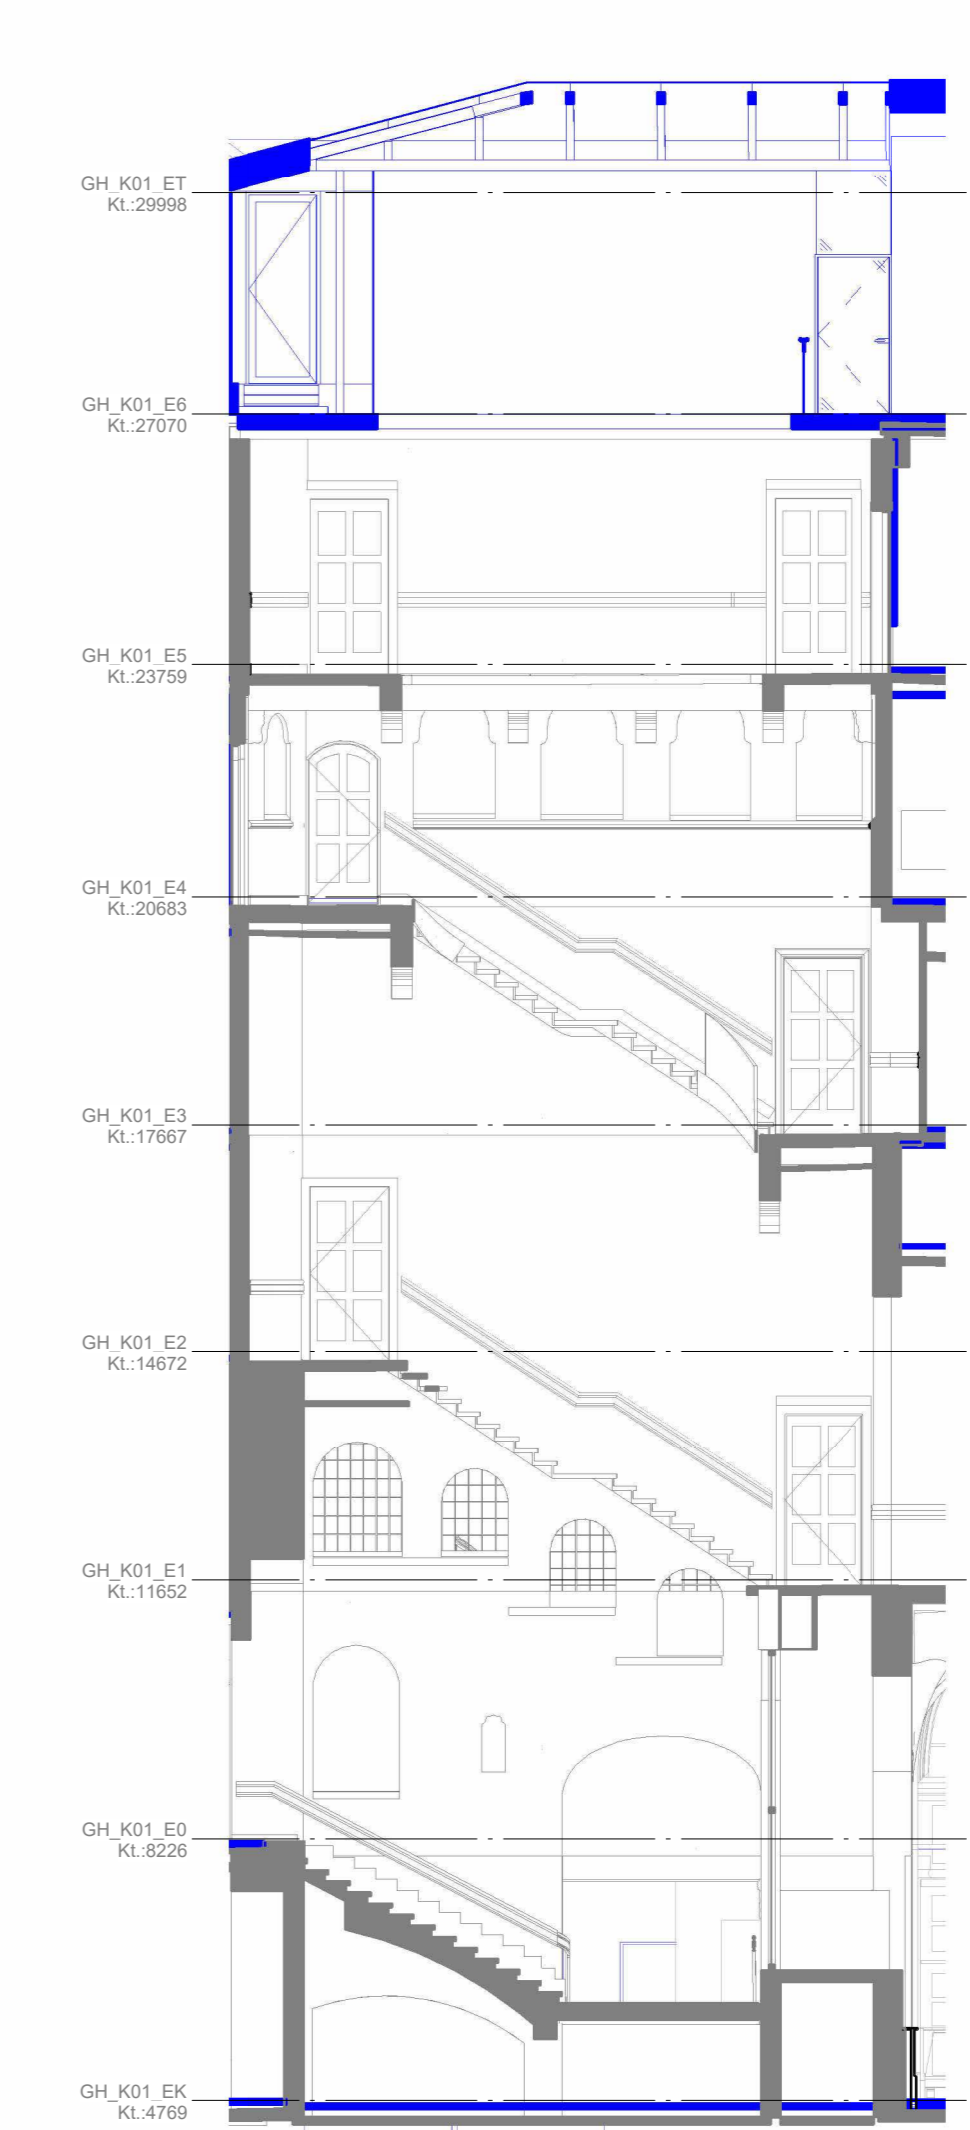 GH_K01_ET
Kt.:29998
GH_K01_E6
Kt.:27070
GH_K01_E5
Kt.:23759
GH_K01_E4
Kt.:20683
GH_K01_E3
Kt.:17667
GH_K01_E2
Kt.:14672
GH_K01_E1
Kt.:11652
GH_K01_E0
Kt.:8226
GH_K01_EK
Kt.:4769